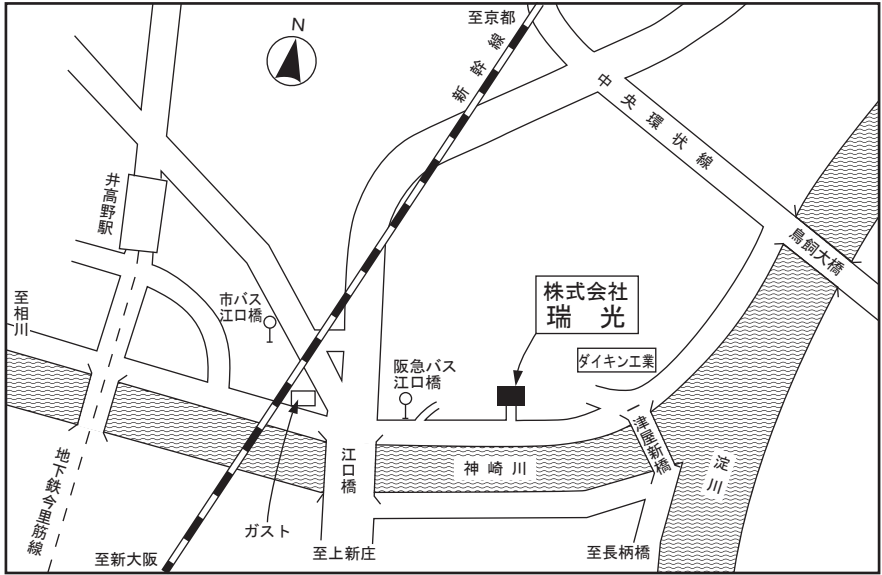 至京都
N
新幹線
中央環状線
井高野駅
鳥飼大橋
至相川
市バス
江口橋
株式会社
瑞 光
阪急バス
江口橋
ダイキン工業
津屋新橋
江口橋
神崎川
淀川
地下鉄今里筋線
ガスト
至新大阪
至上新庄
至長柄橋